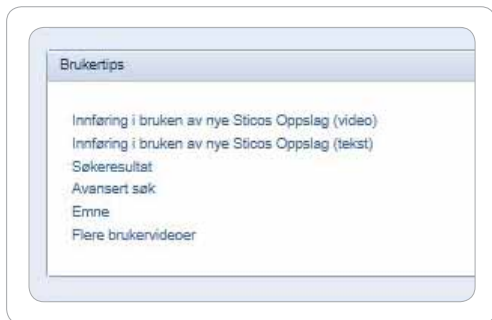 Brukertips
Innføring i bruken av nye Sticos Oppslag (video)
Innføring i bruken av nye Sticos Oppslag (tekst)
Søkeresultat
Avansert søk
Emne
Flere brukervideoer